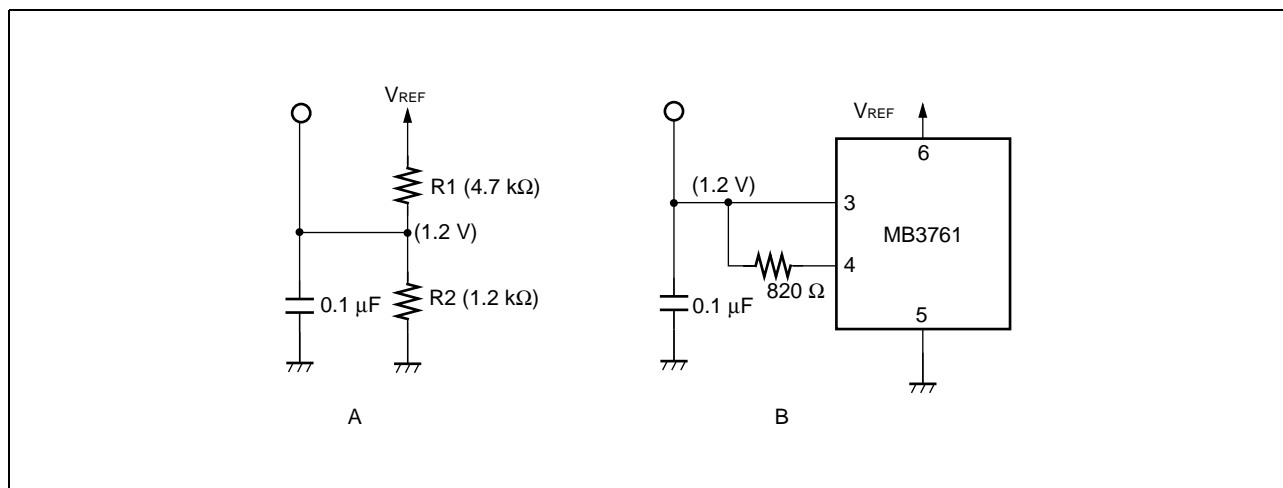 VREF
R1 (4.7 kΩ)
(1.2 V)
0.1 µF
R2 (1.2 kΩ)
A
VREF
6
(1.2 V)
3
MB3761
4
820 Ω
0.1 µF
5
B